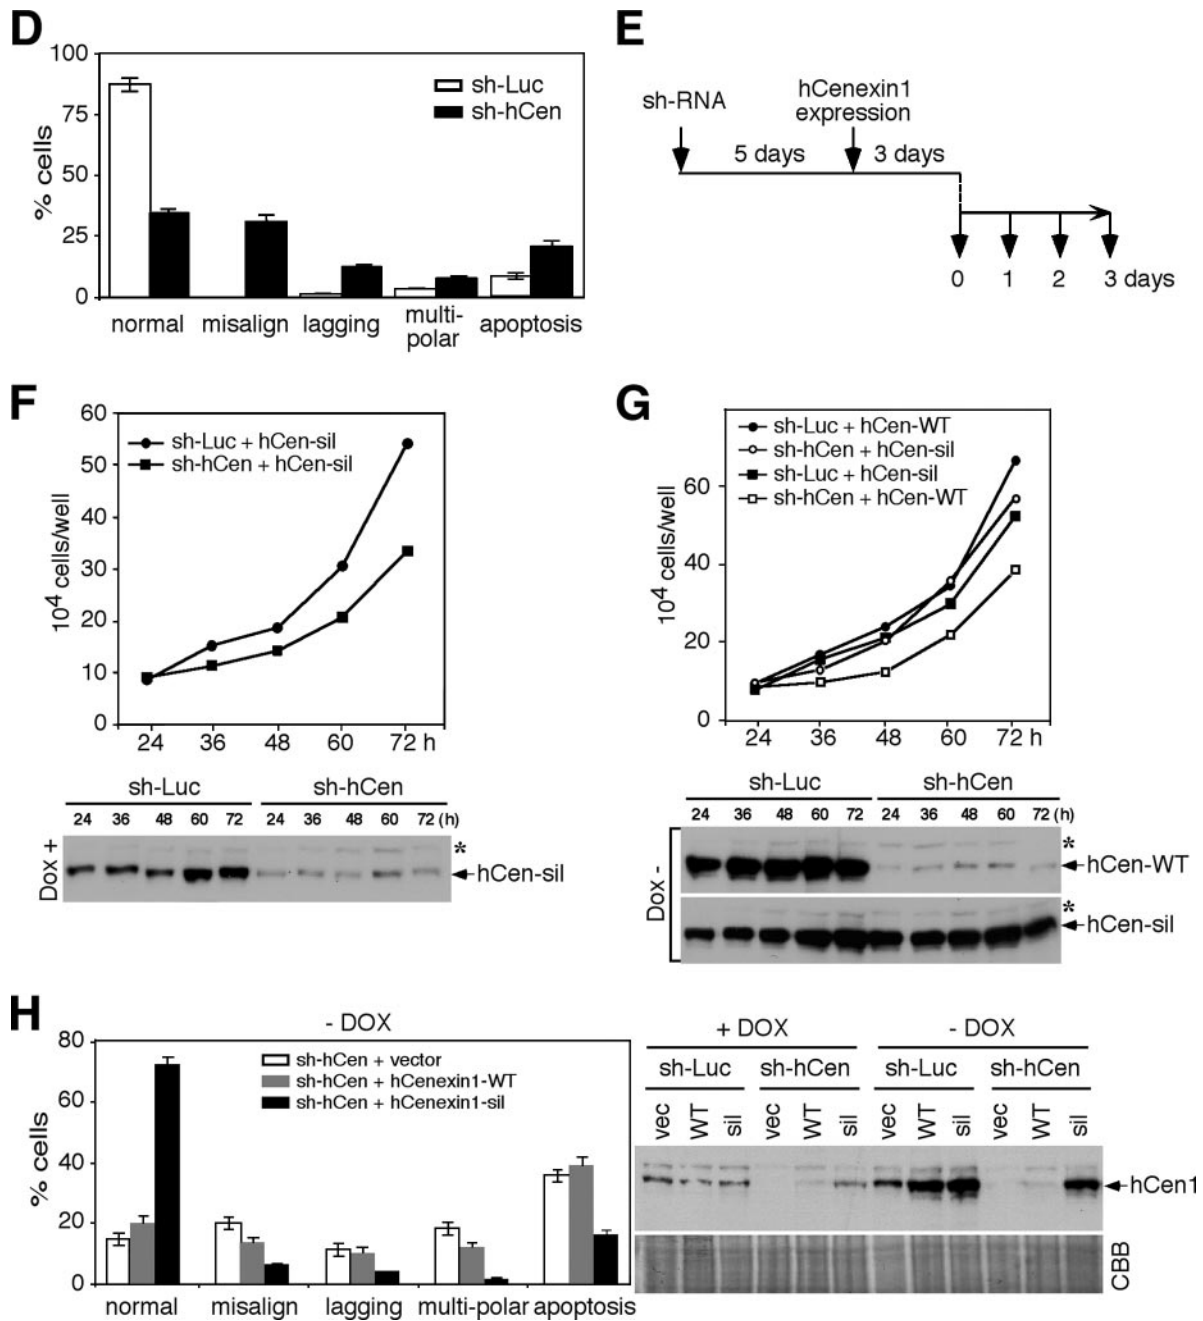 D
100
75
50
25
0
% cells
sh-Luc
sh-hCen
normal misalign lagging multi-polar apoptosis
E
sh-RNA
hCenexin1
expression
5 days 3 days
0 1 2 3 days
F
60
50
40
30
20
10
0
10⁴ cells/well
sh-Luc + hCen-sil
sh-hCen + hCen-sil
24 36 48 60 72 h
sh-Luc sh-hCen
24 36 48 60 72 24 36 48 60 72 (h)
Dox +
*
hCen-sil
G
60
40
20
0
10⁴ cells/well
sh-Luc + hCen-WT
sh-hCen + hCen-sil
sh-Luc + hCen-sil
sh-hCen + hCen-WT
24 36 48 60 72 h
sh-Luc sh-hCen
24 36 48 60 72 24 36 48 60 72 (h)
Dox -
*
hCen-WT
*
hCen-sil
H
- DOX
80
60
40
20
0
% cells
sh-hCen + vector
sh-hCen + hCenexin1-WT
sh-hCen + hCenexin1-sil
normal misalign lagging multi-polar apoptosis
+ DOX - DOX
sh-Luc sh-hCen sh-Luc sh-hCen
vec WT sil vec WT sil vec WT sil vec WT sil
hCen1
CBB